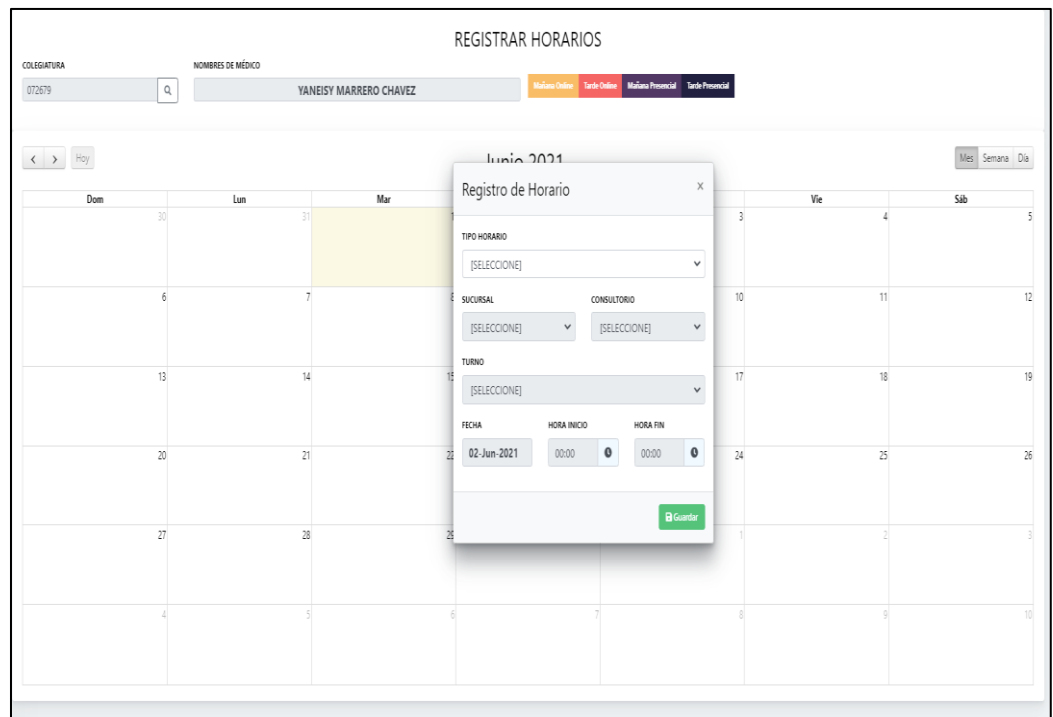 REGISTRAR HORARIOS
COLEGIATURA NOMBRES DE MÉDICO
072679 YANEISY MARRERO CHAVEZ Mañana Online Tarde Online Mañana Presencial Tarde Presencial
Hoy Junio 2021 Mes Semana Día
Dom Lun Mar Vie Sáb
30 31 1 3 4 5
6 7 8 10 11 12
13 14 15 17 18 19
20 21 22 24 25 26
27 28 29 1 2 3
4 5 6 7 8 9 10
Registro de Horario X
TIPO HORARIO
[SELECCIONE]
SUCURSAL CONSULTORIO
[SELECCIONE] [SELECCIONE]
TURNO
[SELECCIONE]
FECHA HORA INICIO HORA FIN
02-Jun-2021 00:00 00:00
Guardar